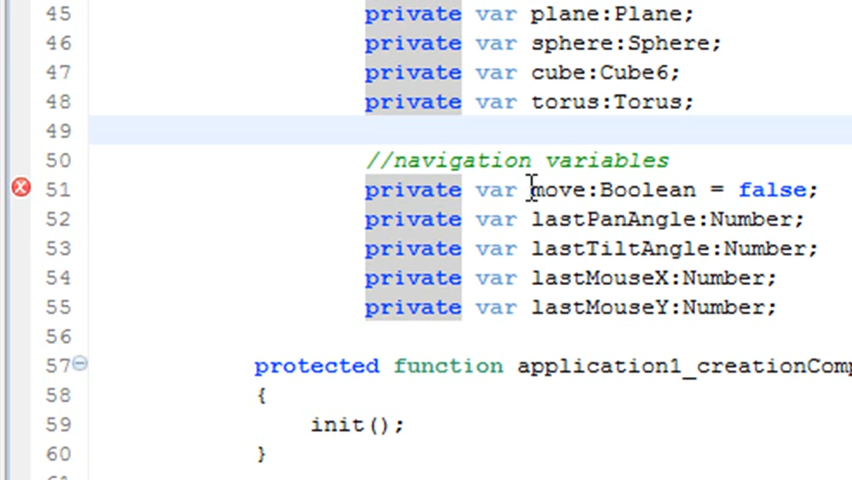 45 private var plane:Plane;
46 private var sphere:Sphere;
47 private var cube:Cube6;
48 private var torus:Torus;
49
50 //navigation variables
51 private var move:Boolean = false;
52 private var lastPanAngle:Number;
53 private var lastTiltAngle:Number;
54 private var lastMouseX:Number;
55 private var lastMouseY:Number;
56
57 protected function application1_creationComp
58 {
59 init();
60 }